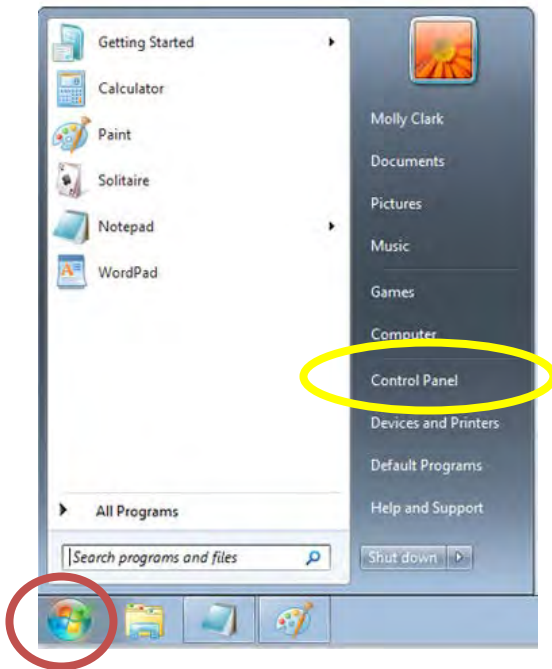 Getting Started
Calculator
Paint
Solitaire
Notepad
WordPad
All Programs
Search programs and files
Molly Clark
Documents
Pictures
Music
Games
Computer
Control Panel
Devices and Printers
Default Programs
Help and Support
Shut down